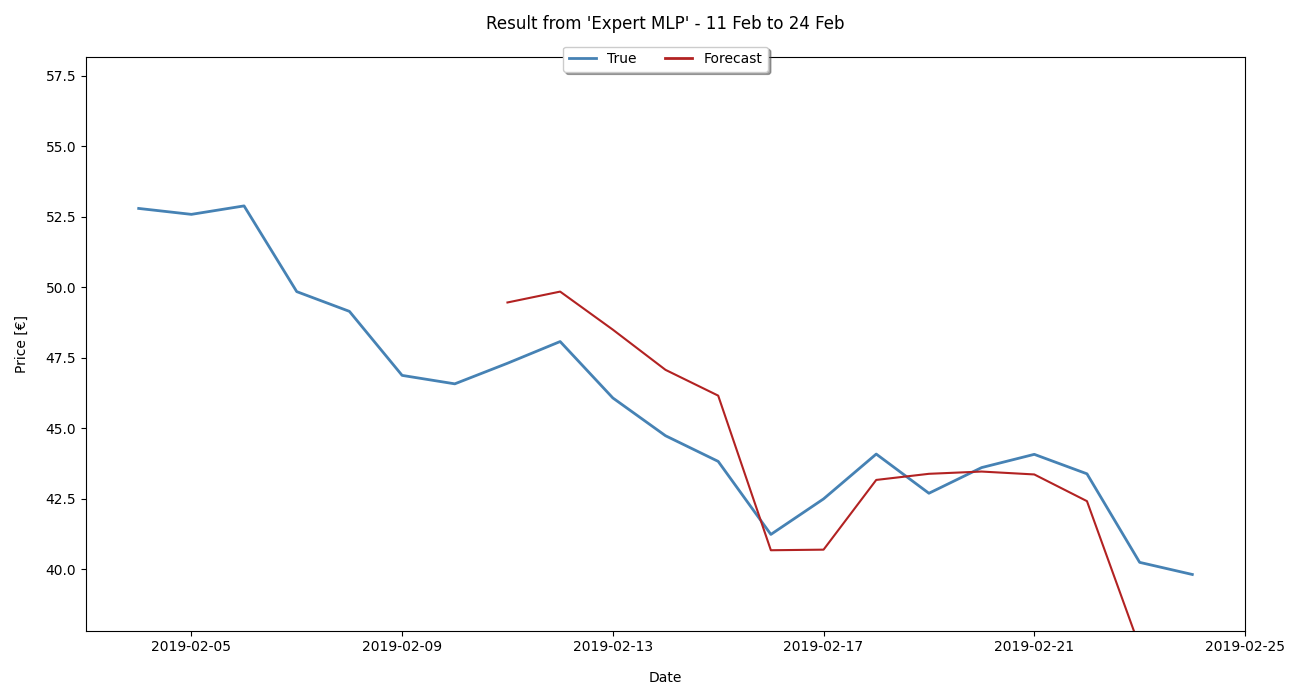 Result from 'Expert MLP' - 11 Feb to 24 Feb
True Forecast
57.5
55.0
52.5
50.0
47.5
45.0
42.5
40.0
Price [€]
2019-02-05 2019-02-09 2019-02-13 2019-02-17 2019-02-21 2019-02-25
Date